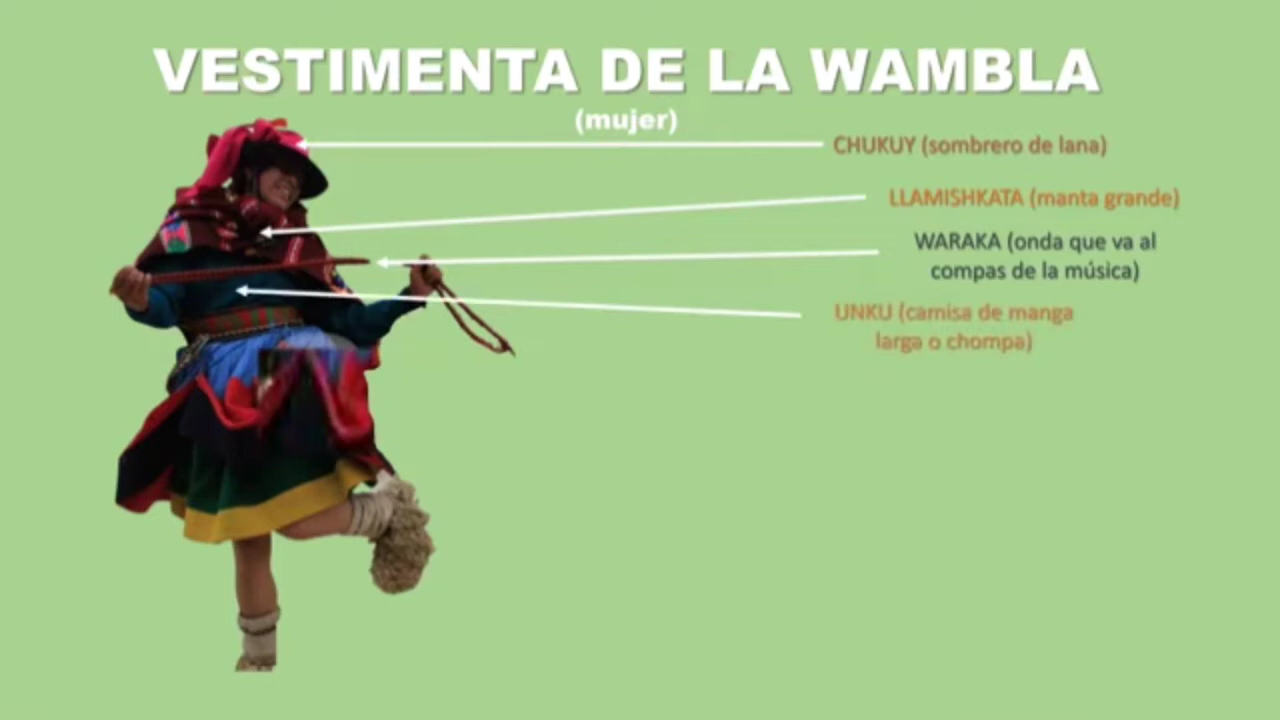 VESTIMENTA DE LA WAMBLA
(mujer)
CHUKUY (sombrero de lana)
LLAMISHKATA (manta grande)
WARAKA (onda que va al
compas de la música)
UNKU (camisa de manga
larga o chompa)